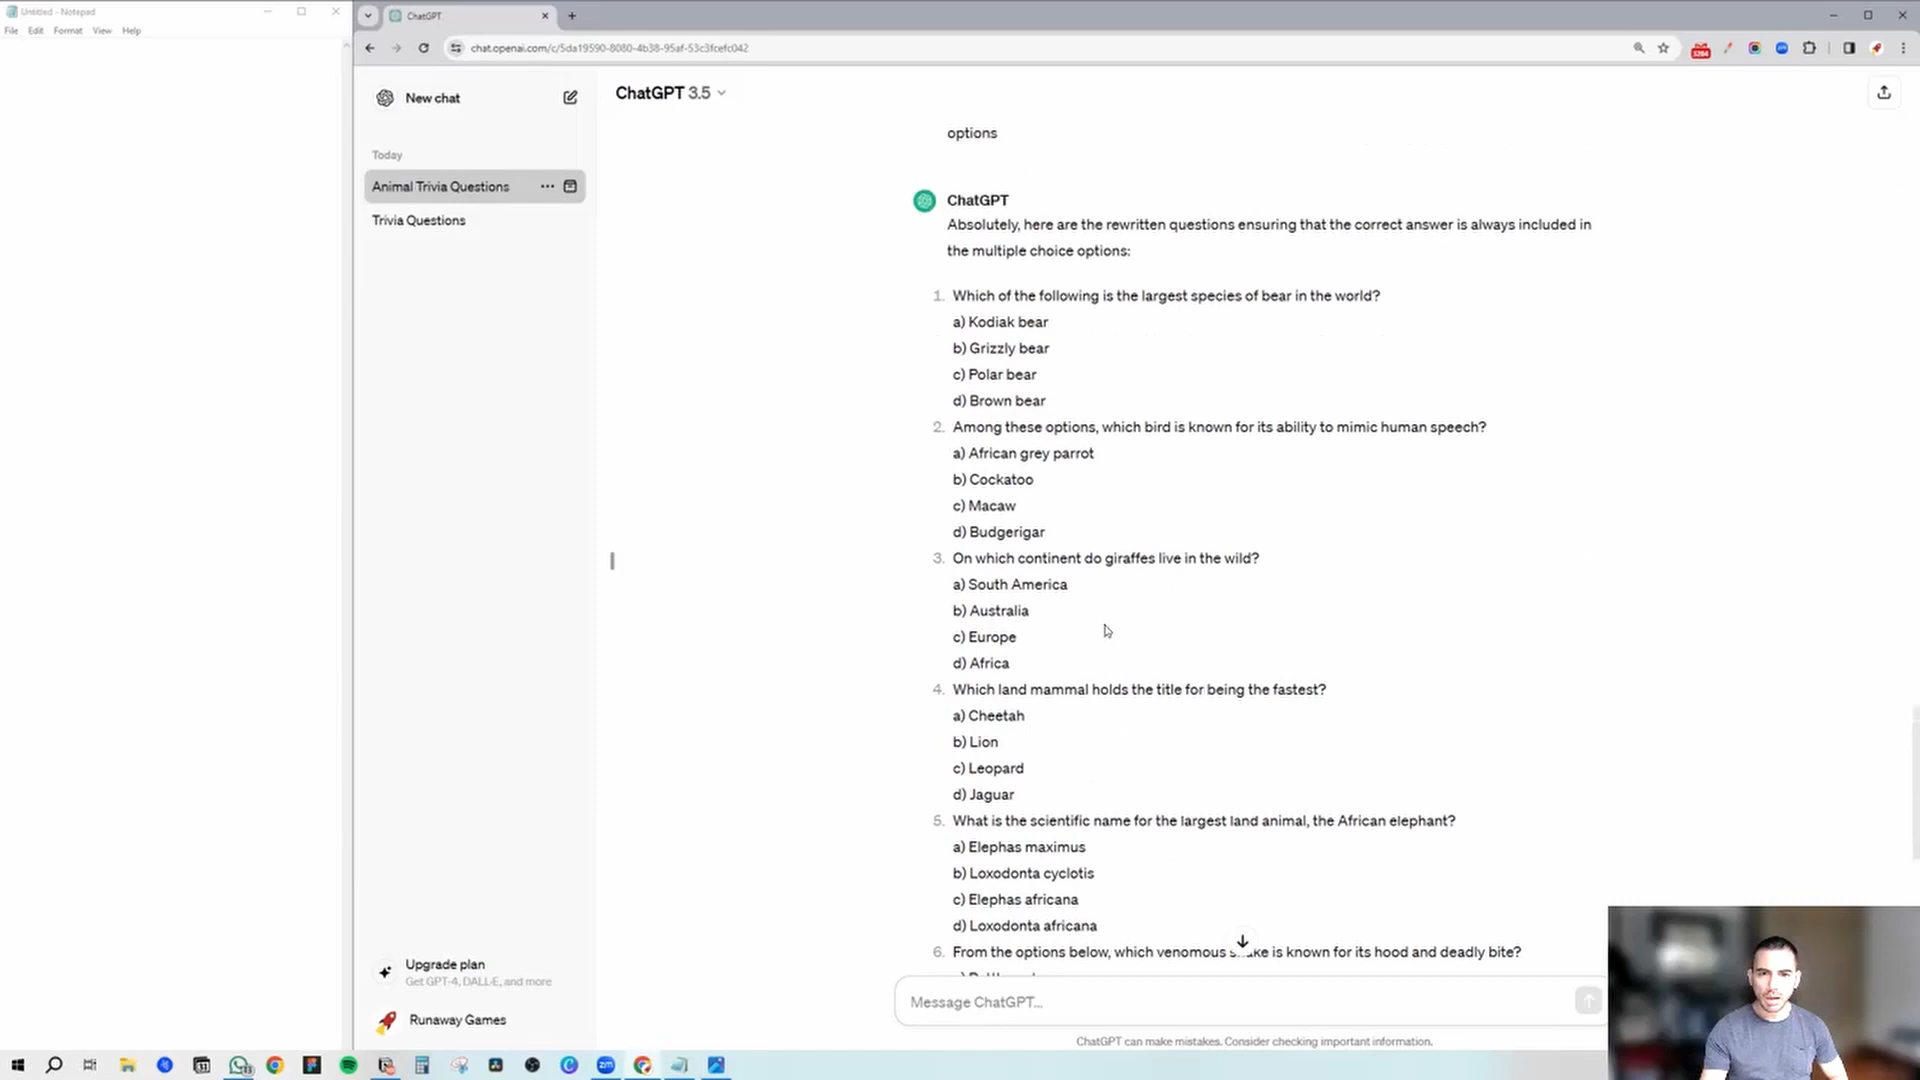 Untitled - Notepad
File Edit Format View Help
ChatGPT
chat.openai.com/c/5da19590-8080-4b38-95af-53c3fcefc042
New chat
Today
Animal Trivia Questions
Trivia Questions
Upgrade plan
Get GPT-4, DALL·E, and more
Runaway Games
ChatGPT 3.5
options
ChatGPT
Absolutely, here are the rewritten questions ensuring that the correct answer is always included in
the multiple choice options:
1. Which of the following is the largest species of bear in the world?
a) Kodiak bear
b) Grizzly bear
c) Polar bear
d) Brown bear
2. Among these options, which bird is known for its ability to mimic human speech?
a) African grey parrot
b) Cockatoo
c) Macaw
d) Budgerigar
3. On which continent do giraffes live in the wild?
a) South America
b) Australia
c) Europe
d) Africa
4. Which land mammal holds the title for being the fastest?
a) Cheetah
b) Lion
c) Leopard
d) Jaguar
5. What is the scientific name for the largest land animal, the African elephant?
a) Elephas maximus
b) Loxodonta cyclotis
c) Elephas africana
d) Loxodonta africana
6. From the options below, which venomous snake is known for its hood and deadly bite?
Message ChatGPT...
ChatGPT can make mistakes. Consider checking important information.